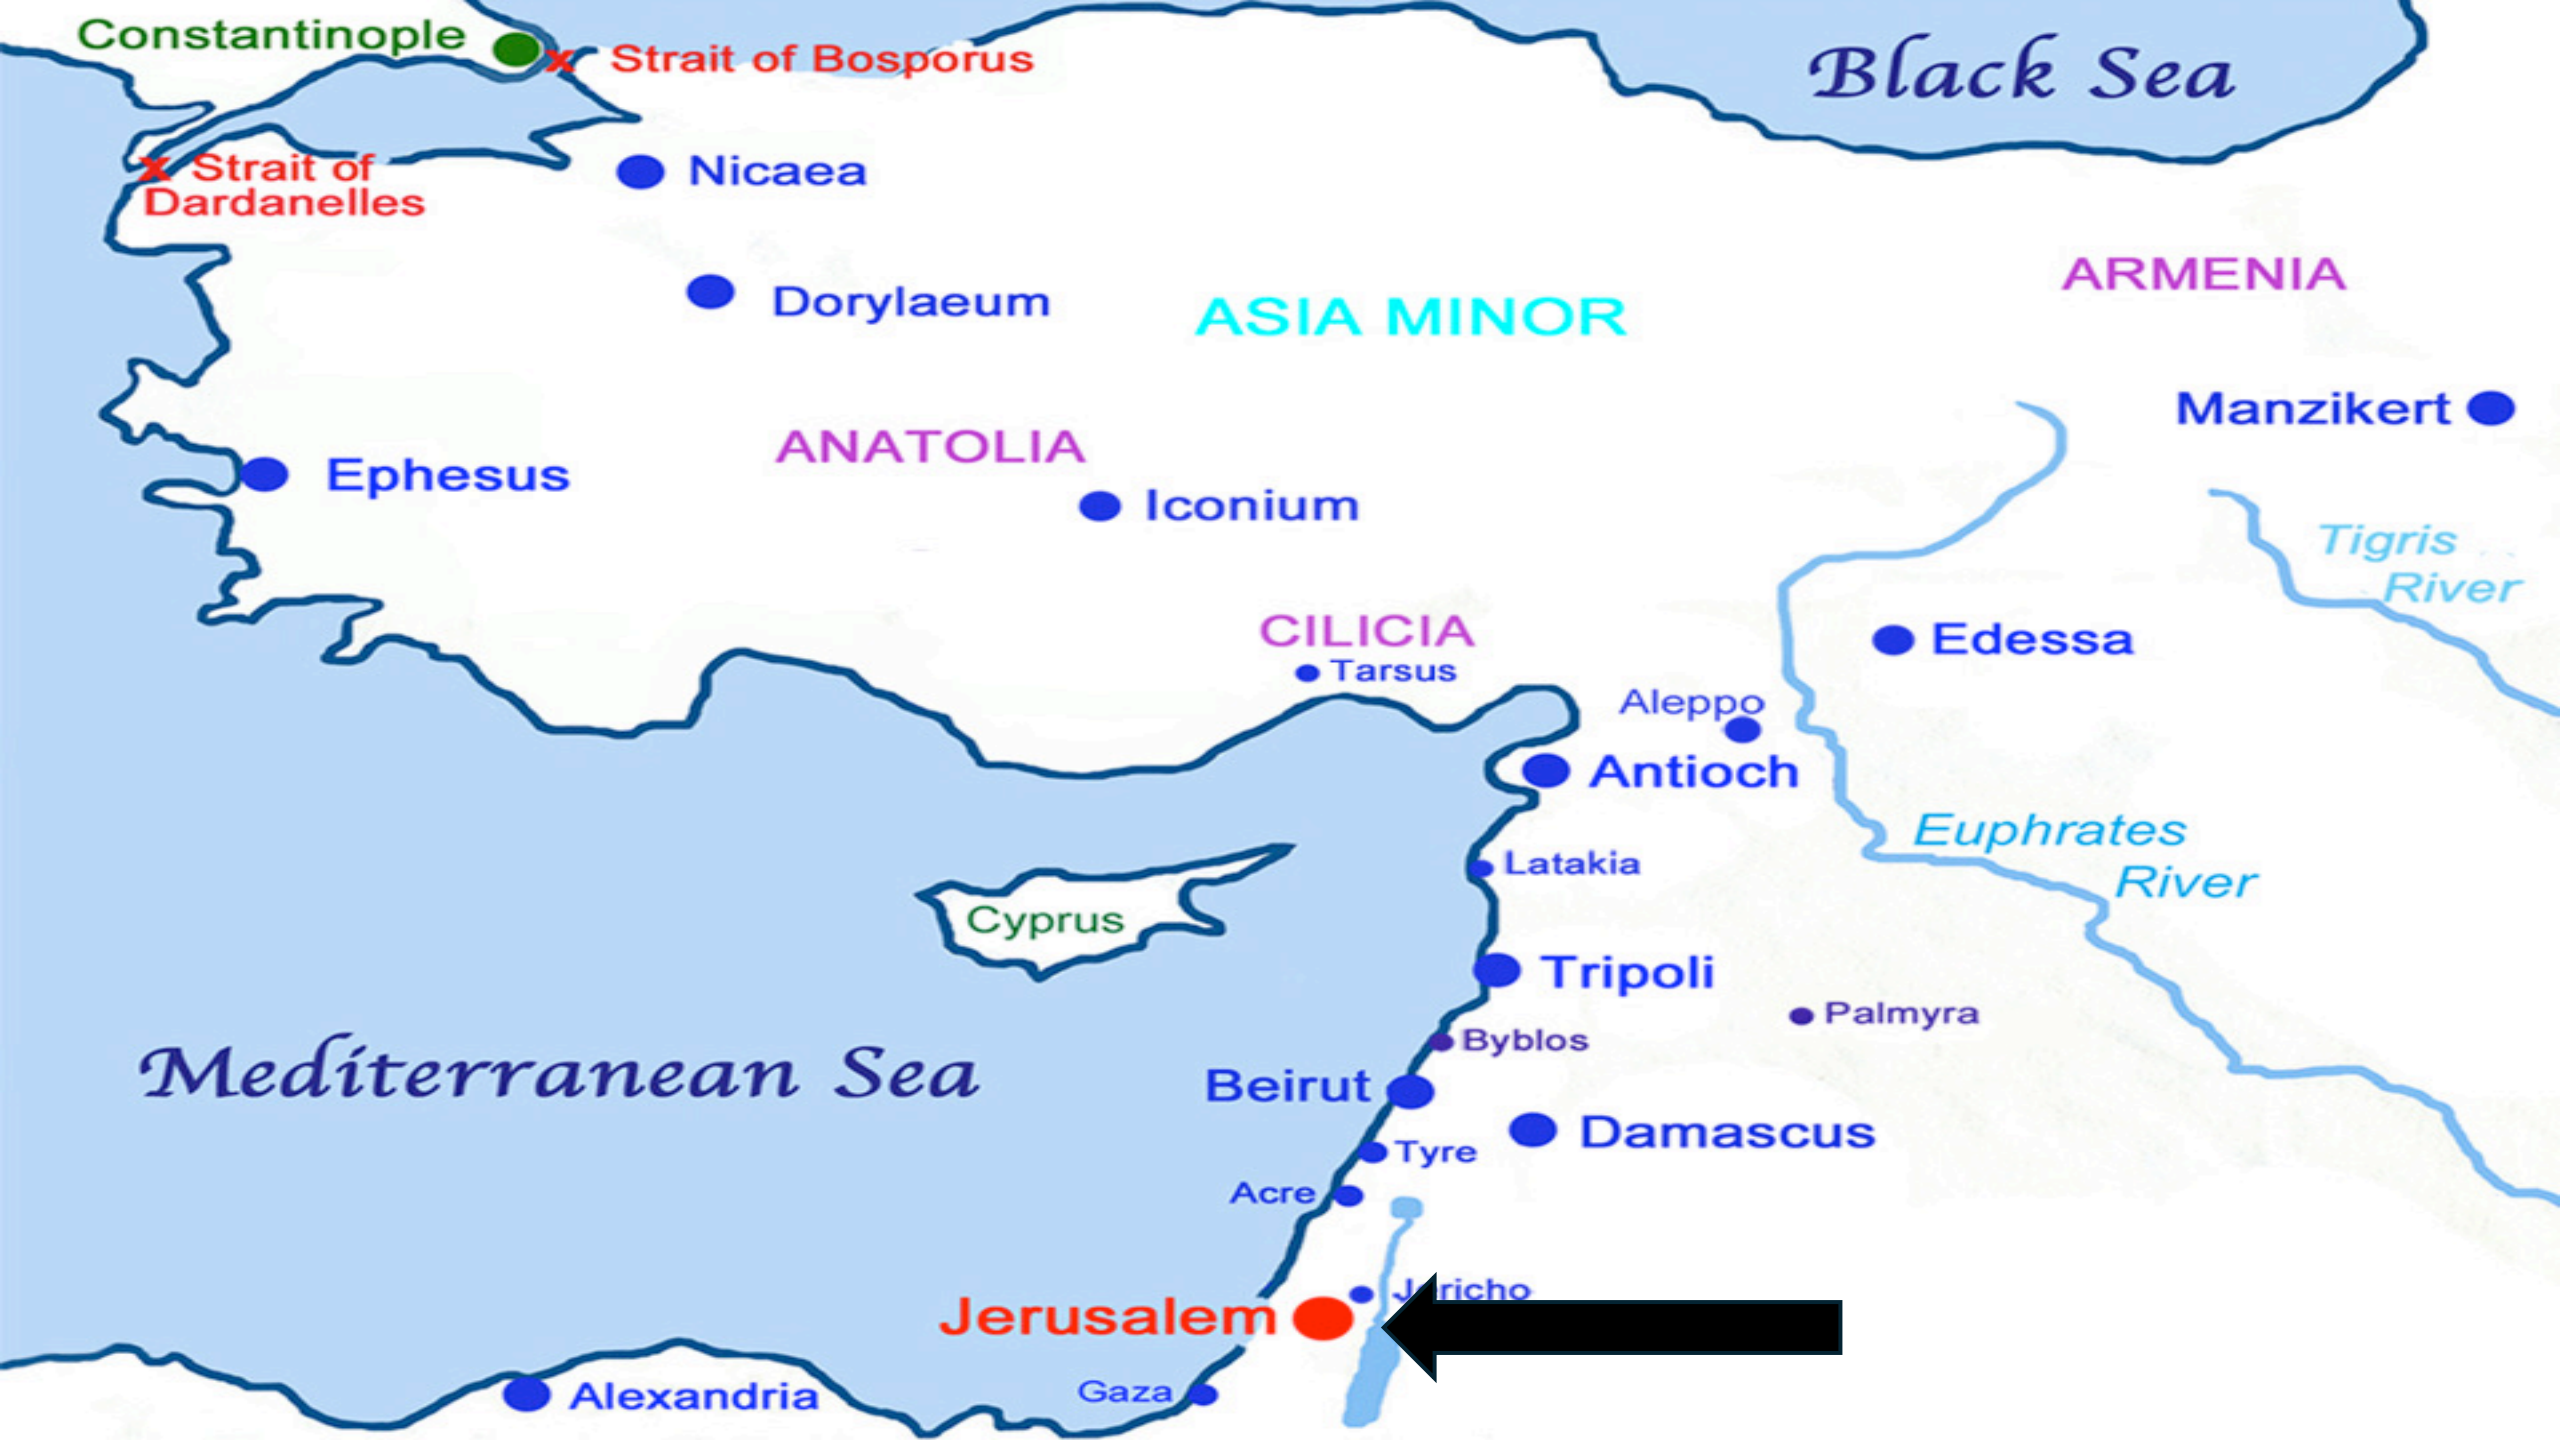 Constantinople
Strait of Bosporus
Black Sea
Strait of
Dardanelles
Nicaea
ARMENIA
Dorylaeum
ASIA MINOR
Manzikert
ANATOLIA
Ephesus
Iconium
Tigris
River
CILICIA
Edessa
Tarsus
Aleppo
Antioch
Euphrates
River
Latakia
Cyprus
Tripoli
Palmyra
Byblos
Mediterranean Sea
Beirut
Damascus
Tyre
Acre
Jericho
Jerusalem
Gaza
Alexandria